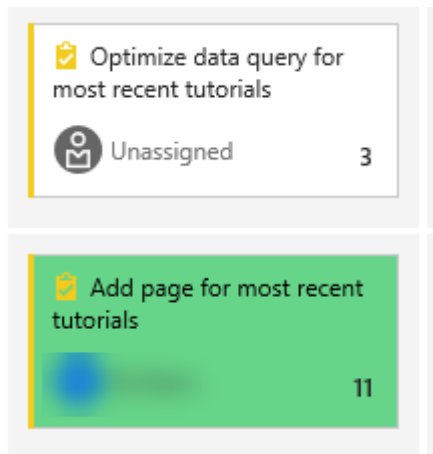 Optimize data query for
most recent tutorials
Unassigned
3
Add page for most recent
tutorials
11